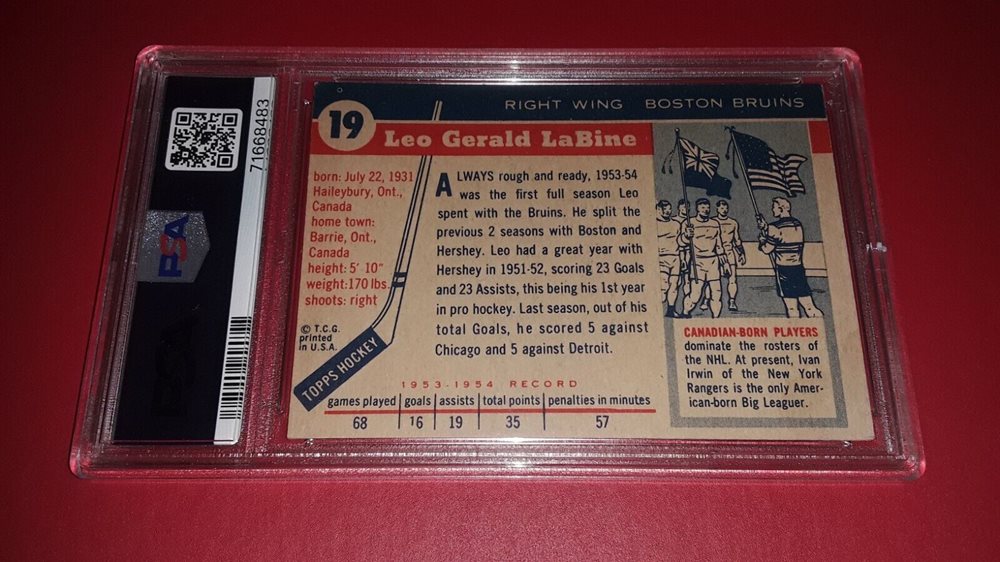 71668483
PSA
RIGHT WING BOSTON BRUINS
19
Leo Gerald LaBine
born: July 22, 1931
Haileybury, Ont.,
Canada
home town:
Barrie, Ont.,
Canada
height: 5' 10"
weight: 170 lbs.
shoots: right
© T.C.G.
printed
in U.S.A.
TOPPS HOCKEY
ALWAYS rough and ready, 1953-54
was the first full season Leo
spent with the Bruins. He split the
previous 2 seasons with Boston and
Hershey. Leo had a great year with
Hershey in 1951-52, scoring 23 Goals
and 23 Assists, this being his 1st year
in pro hockey. Last season, out of his
total Goals, he scored 5 against
Chicago and 5 against Detroit.
1953-1954 RECORD
games played goals assists total points penalties in minutes
68 16 19 35 57
CANADIAN-BORN PLAYERS
dominate the rosters of
the NHL. At present, Ivan
Irwin of the New York
Rangers is the only Amer-
ican-born Big Leaguer.